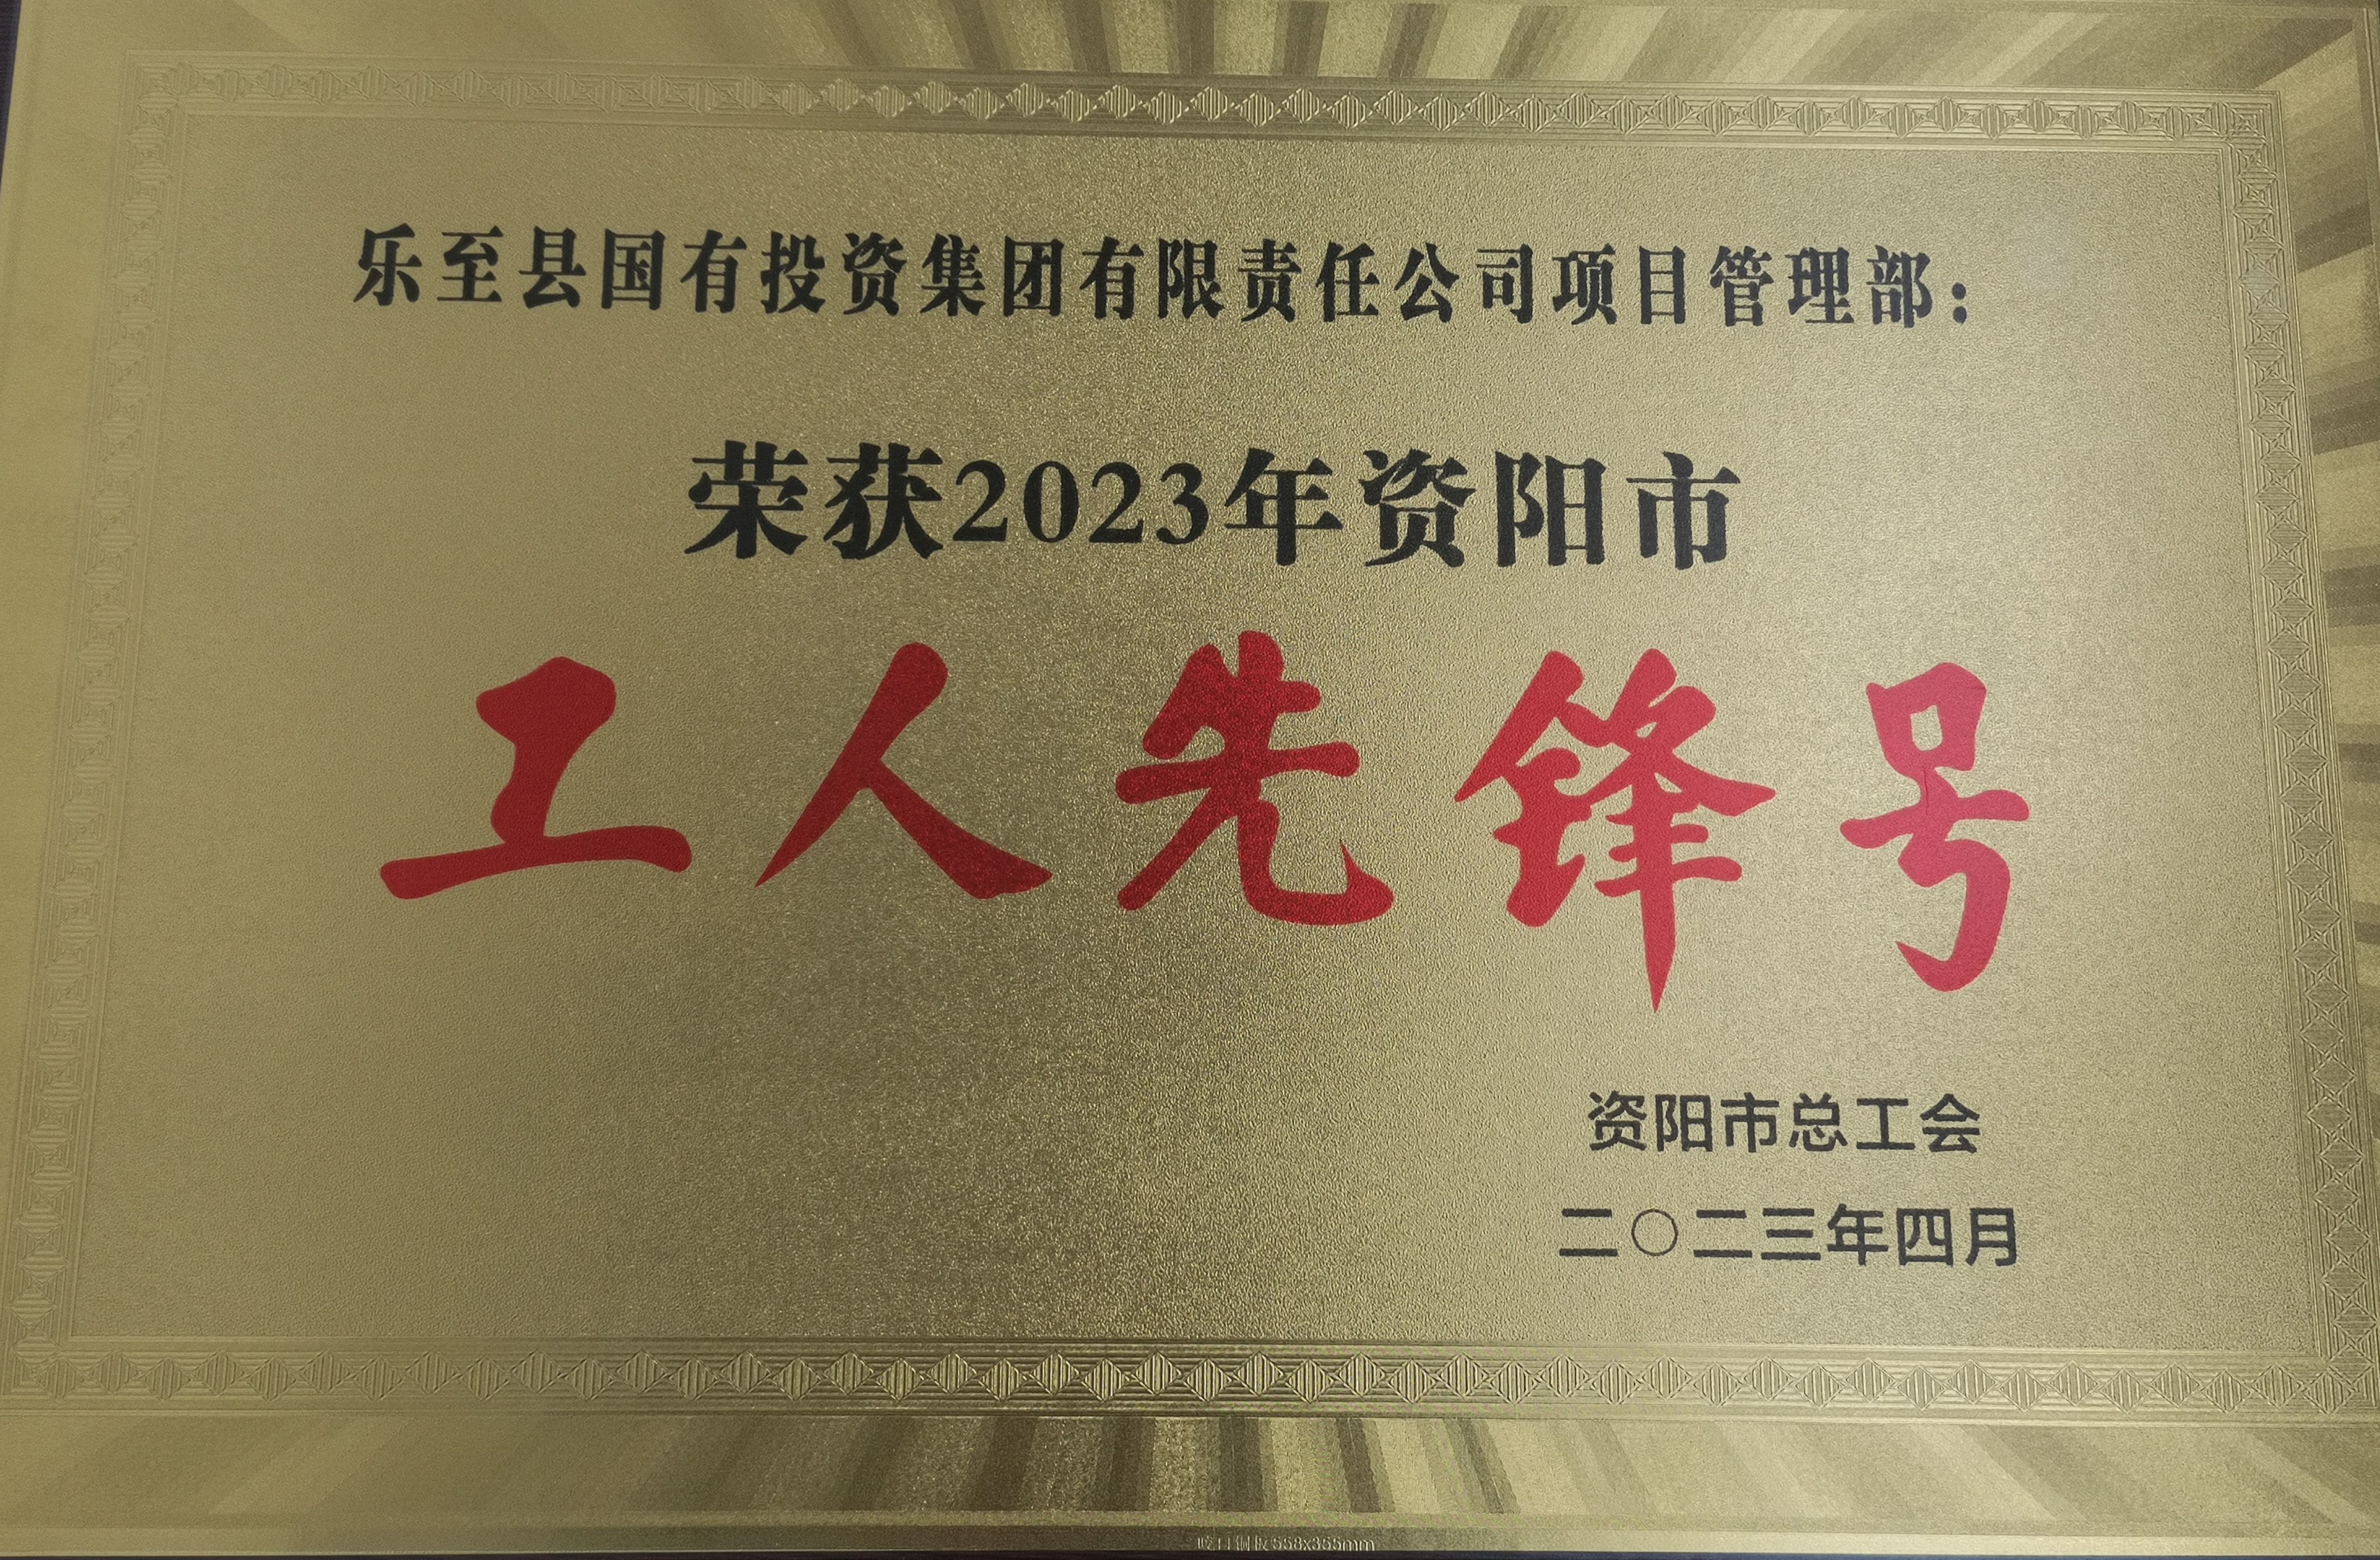 乐至县国有投资集团有限责任公司项目管理部：
荣获2023年资阳市
工人先锋号
资阳市总工会
二〇二三年四月
558x365mm